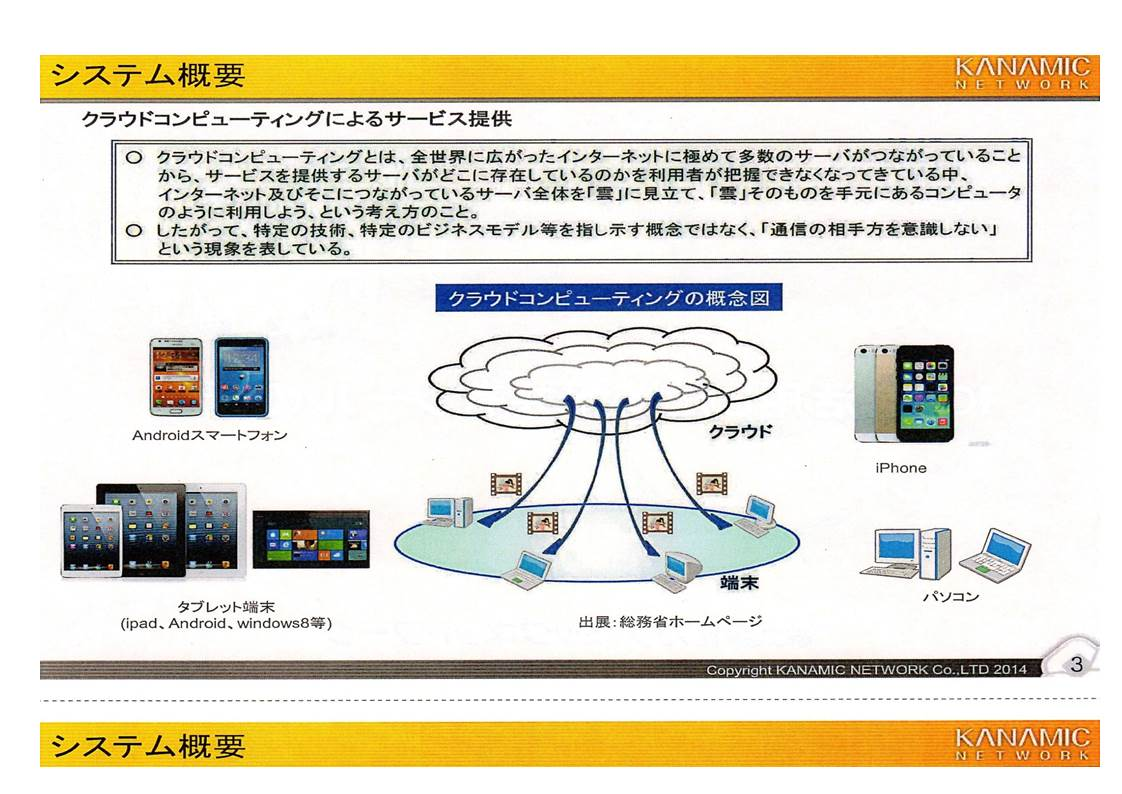 システム概要
KANAMIC
NETWORK
クラウドコンピューティングによるサービス提供
○ クラウドコンピューティングとは、全世界に広がったインターネットに極めて多数のサーバがつながっていること
から、サービスを提供するサーバがどこに存在しているのかを利用者が把握できなくなってきている中、
インターネット及びそこにつながっているサーバ全体を「雲」に見立て、「雲」そのものを手元にあるコンピュータ
のように利用しよう、という考え方のこと。
○ したがって、特定の技術、特定のビジネスモデル等を指し示す概念ではなく、「通信の相手方を意識しない」
という現象を表している。
クラウドコンピューティングの概念図
クラウド
Androidスマートフォン
iPhone
端末
パソコン
タブレット端末
(ipad、Android、windows8等)
出展：総務省ホームページ
Copyright KANAMIC NETWORK Co.,LTD 2014
3
システム概要
KANAMIC
NETWORK